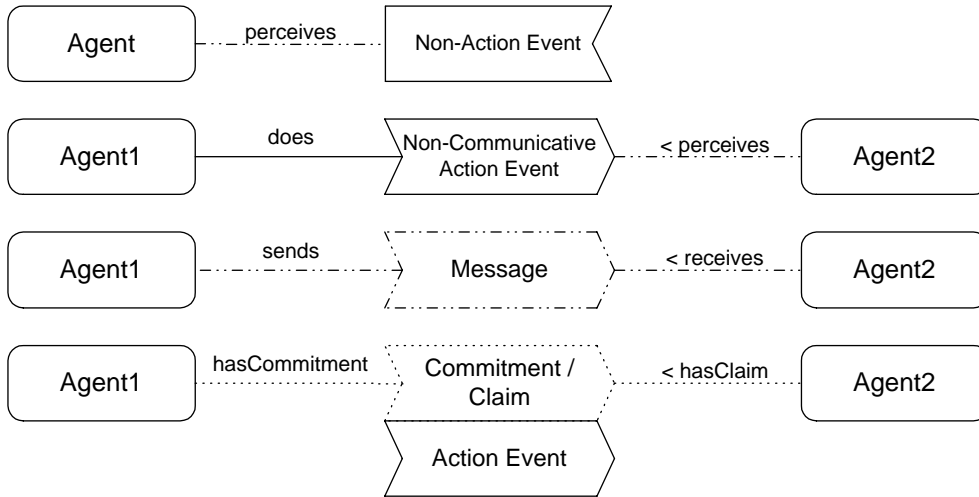 Agent perceives Non-Action Event
Agent1 does Non-Communicative
Action Event < perceives Agent2
Agent1 sends Message < receives Agent2
Agent1 hasCommitment Commitment /
Claim < hasClaim Agent2
Action Event